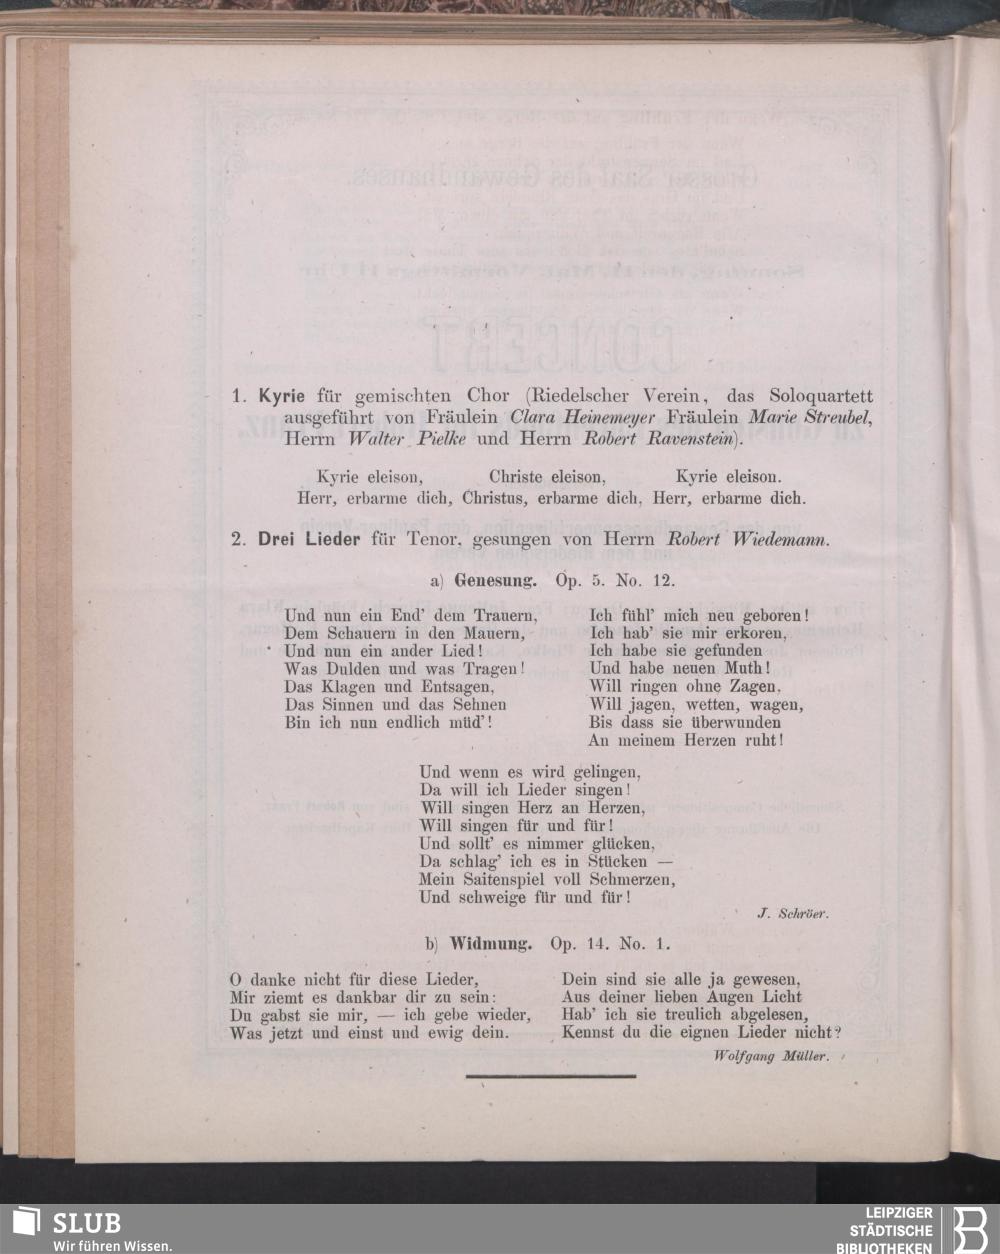 1. Kyrie für gemischten Chor (Riedelscher Verein, das Soloquartett
ausgeführt von Fräulein Clara Heinemeyer Fräulein Marie Streubel,
Herrn Walter Pielke und Herrn Robert Ravenstein).
Kyrie eleison, Christe eleison, Kyrie eleison.
Herr, erbarme dich, Christus, erbarme dich, Herr, erbarme dich.
2. Drei Lieder für Tenor, gesungen von Herrn Robert Wiedemann.
a) Genesung. Op. 5. No. 12.
Und nun ein End' dem Trauern,
Dem Schauern in den Mauern,
Und nun ein ander Lied!
Was Dulden und was Tragen!
Das Klagen und Entsagen,
Das Sinnen und das Sehnen
Bin ich nun endlich müd'!
Ich fühl' mich neu geboren!
Ich hab' sie mir erkoren,
Ich habe sie gefunden
Und habe neuen Muth!
Will ringen ohne Zagen,
Will jagen, wetten, wagen,
Bis dass sie überwunden
An meinem Herzen ruht!
Und wenn es wird gelingen,
Da will ich Lieder singen!
Will singen Herz an Herzen,
Will singen für und für!
Und sollt' es nimmer glücken,
Da schlag' ich es in Stücken —
Mein Saitenspiel voll Schmerzen,
Und schweige für und für!
J. Schröer.
b) Widmung. Op. 14. No. 1.
O danke nicht für diese Lieder,
Mir ziemt es dankbar dir zu sein:
Du gabst sie mir, — ich gebe wieder,
Was jetzt und einst und ewig dein.
Dein sind sie alle ja gewesen,
Aus deiner lieben Augen Licht
Hab' ich sie treulich abgelesen,
Kennst du die eignen Lieder nicht?
Wolfgang Müller.
SLUB
Wir führen Wissen.
LEIPZIGER
STÄDTISCHE
BIBLIOTHEKEN